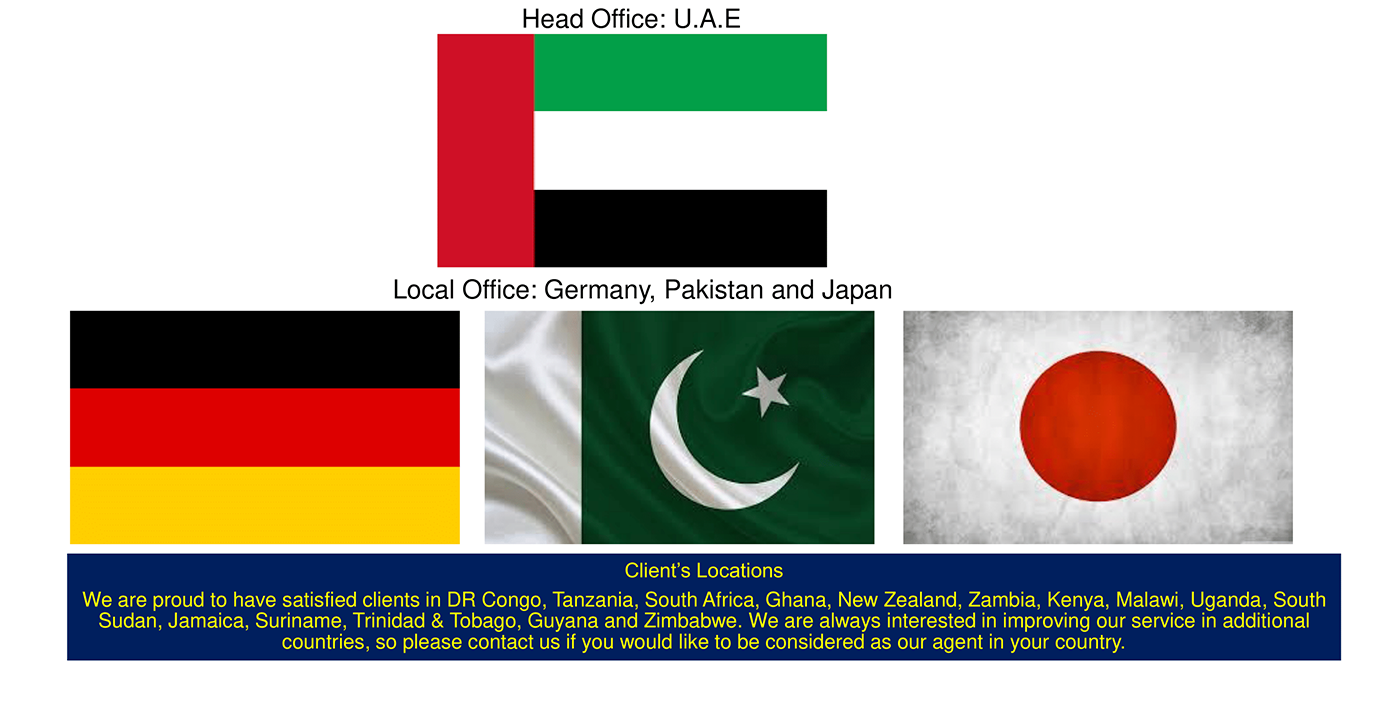 Head Office: U.A.E
Local Office: Germany, Pakistan and Japan
Client's Locations
We are proud to have satisfied clients in DR Congo, Tanzania, South Africa, Ghana, New Zealand, Zambia, Kenya, Malawi, Uganda, South
Sudan, Jamaica, Suriname, Trinidad & Tobago, Guyana and Zimbabwe. We are always interested in improving our service in additional
countries, so please contact us if you would like to be considered as our agent in your country.